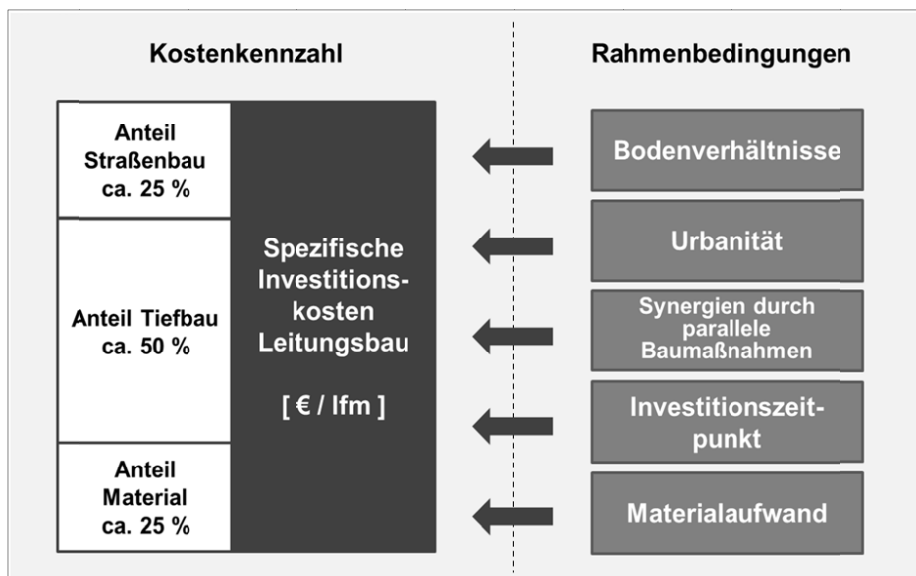 Kostenkennzahl
Anteil
Straßenbau
ca. 25 %
Anteil Tiefbau
ca. 50 %
Anteil
Material
ca. 25 %
Spezifische
Investitions-
kosten
Leitungsbau
[ € / lfm ]
Rahmenbedingungen
Bodenverhältnisse
Urbanität
Synergien durch
parallele
Baumaßnahmen
Investitionszeit-
punkt
Materialaufwand